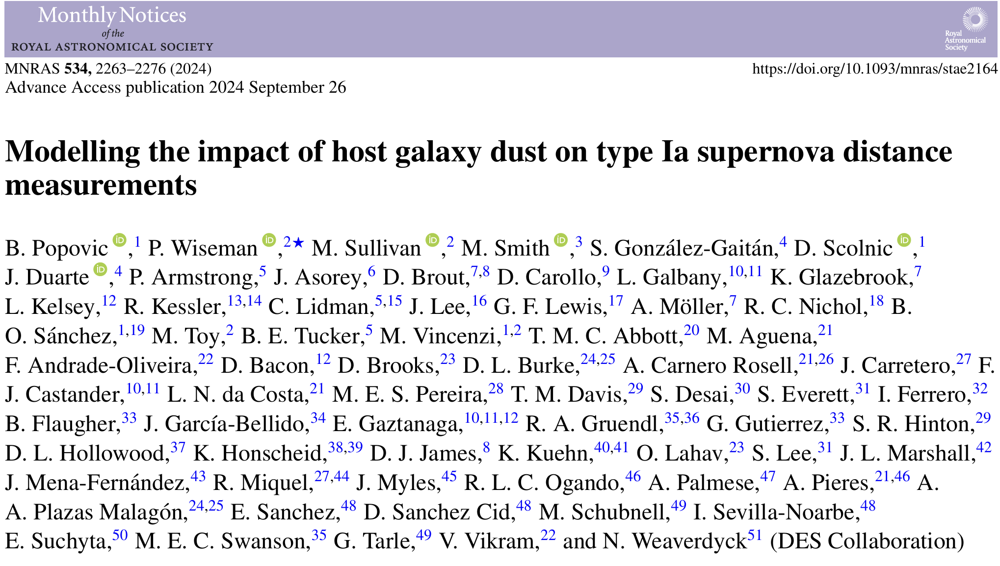 Monthly Notices
of the
ROYAL ASTRONOMICAL SOCIETY
Royal
Astronomical
Society
MNRAS 534, 2263–2276 (2024)
https://doi.org/10.1093/mnras/stae2164
Advance Access publication 2024 September 26
Modelling the impact of host galaxy dust on type Ia supernova distance
measurements
B. Popovic iD,1 P. Wiseman iD,2★ M. Sullivan iD,2 M. Smith iD,3 S. González-Gaitán,4 D. Scolnic iD,1
J. Duarte iD,4 P. Armstrong,5 J. Asorey,6 D. Brout,7,8 D. Carollo,9 L. Galbany,10,11 K. Glazebrook,7
L. Kelsey,12 R. Kessler,13,14 C. Lidman,5,15 J. Lee,16 G. F. Lewis,17 A. Möller,7 R. C. Nichol,18 B.
O. Sánchez,1,19 M. Toy,2 B. E. Tucker,5 M. Vincenzi,1,2 T. M. C. Abbott,20 M. Aguena,21
F. Andrade-Oliveira,22 D. Bacon,12 D. Brooks,23 D. L. Burke,24,25 A. Carnero Rosell,21,26 J. Carretero,27 F.
J. Castander,10,11 L. N. da Costa,21 M. E. S. Pereira,28 T. M. Davis,29 S. Desai,30 S. Everett,31 I. Ferrero,32
B. Flaugher,33 J. García-Bellido,34 E. Gaztanaga,10,11,12 R. A. Gruendl,35,36 G. Gutierrez,33 S. R. Hinton,29
D. L. Hollowood,37 K. Honscheid,38,39 D. J. James,8 K. Kuehn,40,41 O. Lahav,23 S. Lee,31 J. L. Marshall,42
J. Mena-Fernández,43 R. Miquel,27,44 J. Myles,45 R. L. C. Ogando,46 A. Palmese,47 A. Pieres,21,46 A.
A. Plazas Malagón,24,25 E. Sanchez,48 D. Sanchez Cid,48 M. Schubnell,49 I. Sevilla-Noarbe,48
E. Suchyta,50 M. E. C. Swanson,35 G. Tarle,49 V. Vikram,22 and N. Weaverdyck51 (DES Collaboration)